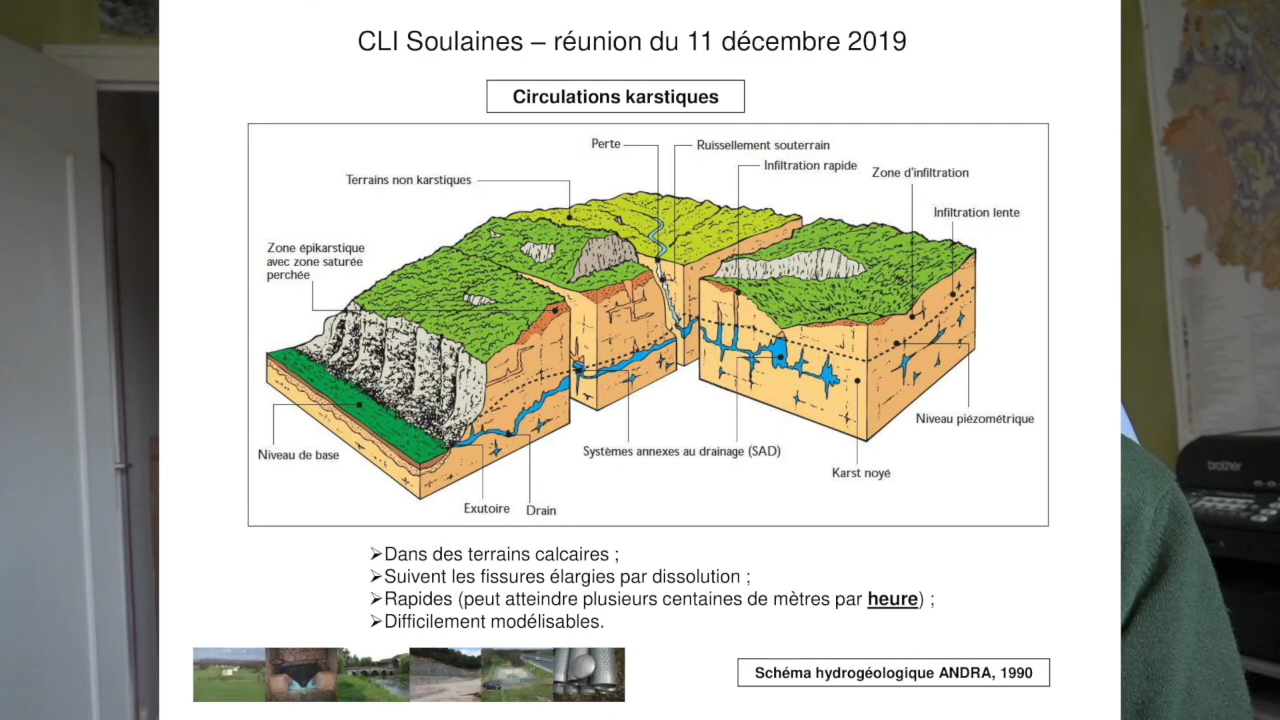 CLI Soulaines – réunion du 11 décembre 2019
Circulations karstiques
Perte
Ruissellement souterrain
Infiltration rapide
Zone d'infiltration
Terrains non karstiques
Infiltration lente
Zone épikarstique
avec zone saturée
perchée
Niveau piézométrique
Niveau de base
Systèmes annexes au drainage (SAD)
Karst noyé
Exutoire
Drain
➢Dans des terrains calcaires ;
➢Suivent les fissures élargies par dissolution ;
➢Rapides (peut atteindre plusieurs centaines de mètres par heure) ;
➢Difficilement modélisables.
Schéma hydrogéologique ANDRA, 1990
brother